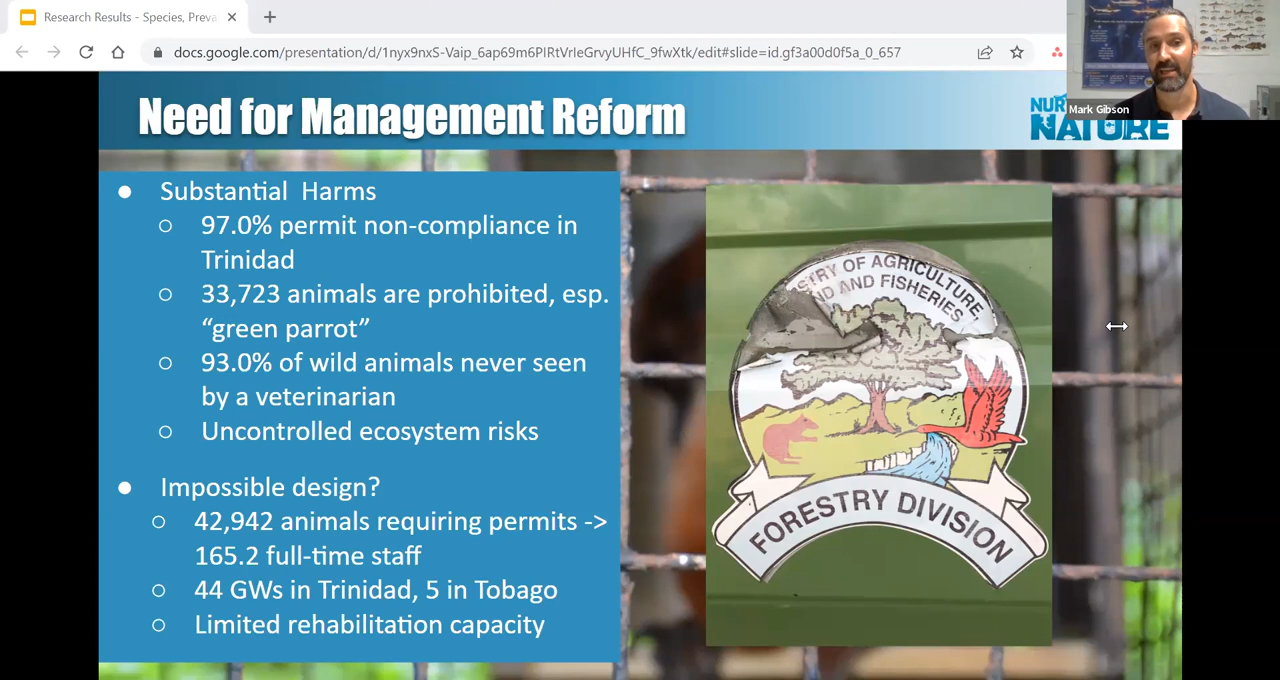 Research Results - Species, Preva
docs.google.com/presentation/d/1nyx9nxS-Vaip_6ap69m6PIRtVrIeGrvyUHfC_9fwXtk/edit#slide=id.gf3a00d0f5a_0_657
Mark Gibson
Need for Management Reform
NUR
NATURE
● Substantial Harms
○ 97.0% permit non-compliance in
Trinidad
○ 33,723 animals are prohibited, esp.
“green parrot”
○ 93.0% of wild animals never seen
by a veterinarian
○ Uncontrolled ecosystem risks
● Impossible design?
○ 42,942 animals requiring permits ->
165.2 full-time staff
○ 44 GWs in Trinidad, 5 in Tobago
○ Limited rehabilitation capacity
STRY OF AGRICULTURE,
ND AND FISHERIES
FORESTRY DIVISION